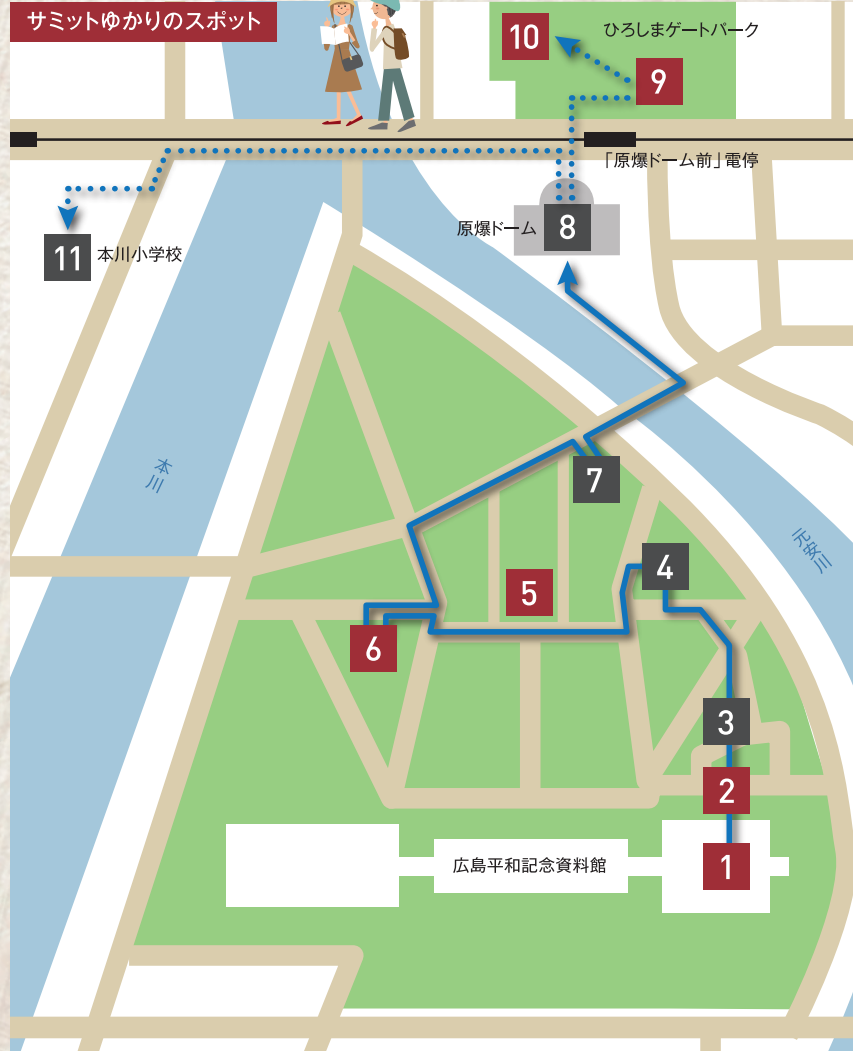 サミットゆかりのスポット
10
ひろしまゲートパーク
9
「原爆ドーム前」電停
原爆ドーム
8
11
本川小学校
本川
7
元安川
4
5
6
3
2
広島平和記念資料館
1